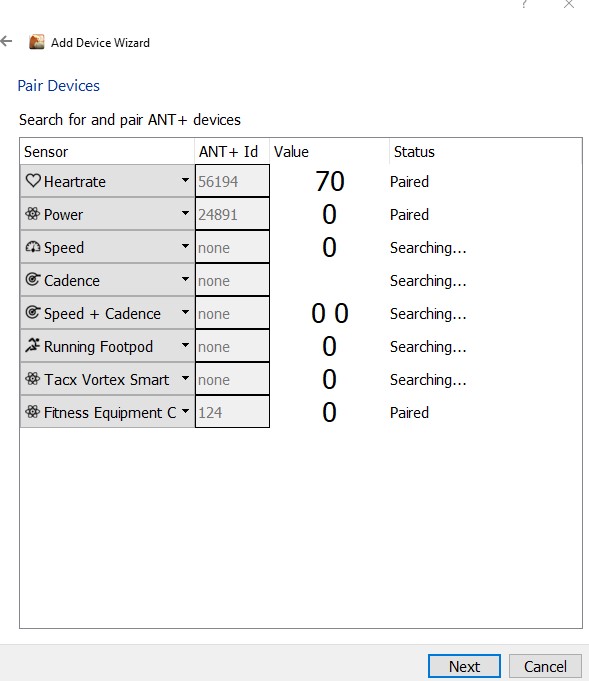 ?
Add Device Wizard
Pair Devices
Search for and pair ANT+ devices
Sensor ANT+ Id Value Status
Heartrate 56194 70 Paired
Power 24891 0 Paired
Speed none 0 Searching...
Cadence none Searching...
Speed + Cadence none 0 0 Searching...
Running Footpod none 0 Searching...
Tacx Vortex Smart none 0 Searching...
Fitness Equipment C 124 0 Paired
Next Cancel